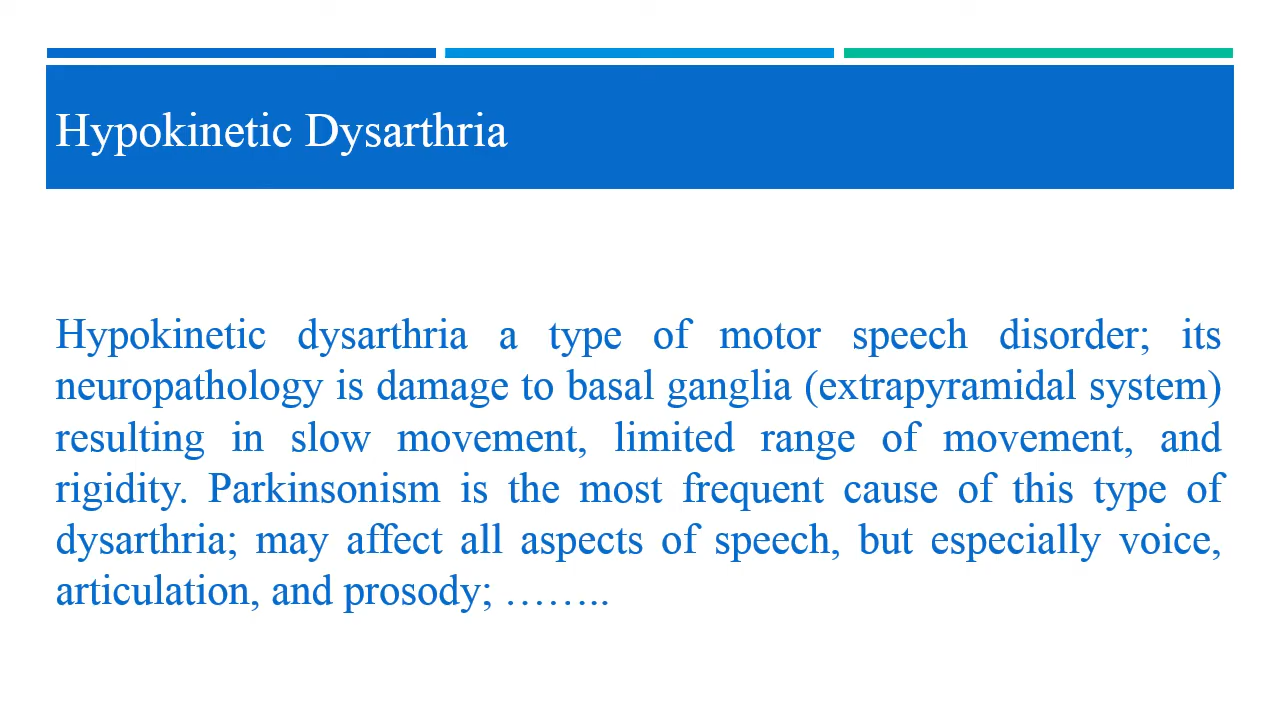 Hypokinetic Dysarthria
Hypokinetic dysarthria a type of motor speech disorder; its
neuropathology is damage to basal ganglia (extrapyramidal system)
resulting in slow movement, limited range of movement, and
rigidity. Parkinsonism is the most frequent cause of this type of
dysarthria; may affect all aspects of speech, but especially voice,
articulation, and prosody; ……..